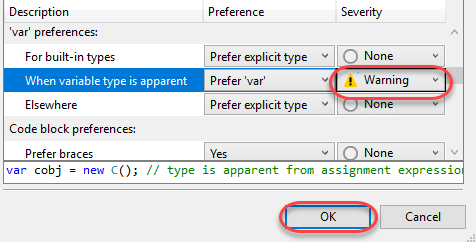 Description Preference Severity
'var' preferences:
For built-in types Prefer explicit type None
When variable type is apparent Prefer 'var' Warning
Elsewhere Prefer explicit type None
Code block preferences:
Prefer braces Yes None
var cobj = new C(); // type is apparent from assignment expression
OK Cancel